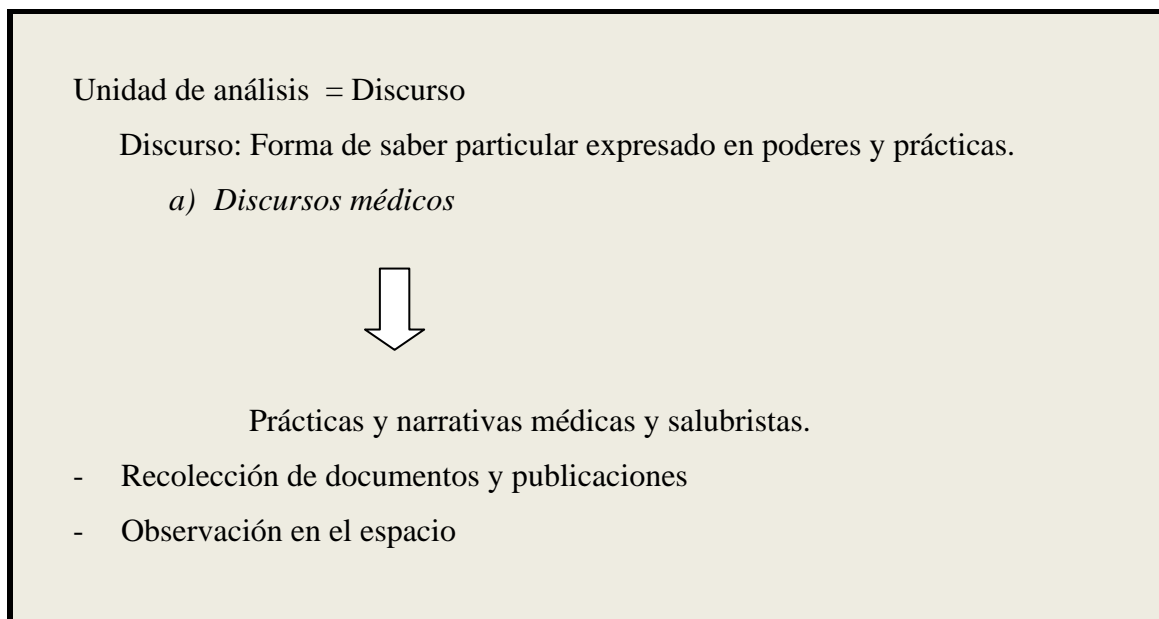 Unidad de análisis = Discurso
Discurso: Forma de saber particular expresado en poderes y prácticas.
a) Discursos médicos
Prácticas y narrativas médicas y salubristas.
- Recolección de documentos y publicaciones
- Observación en el espacio